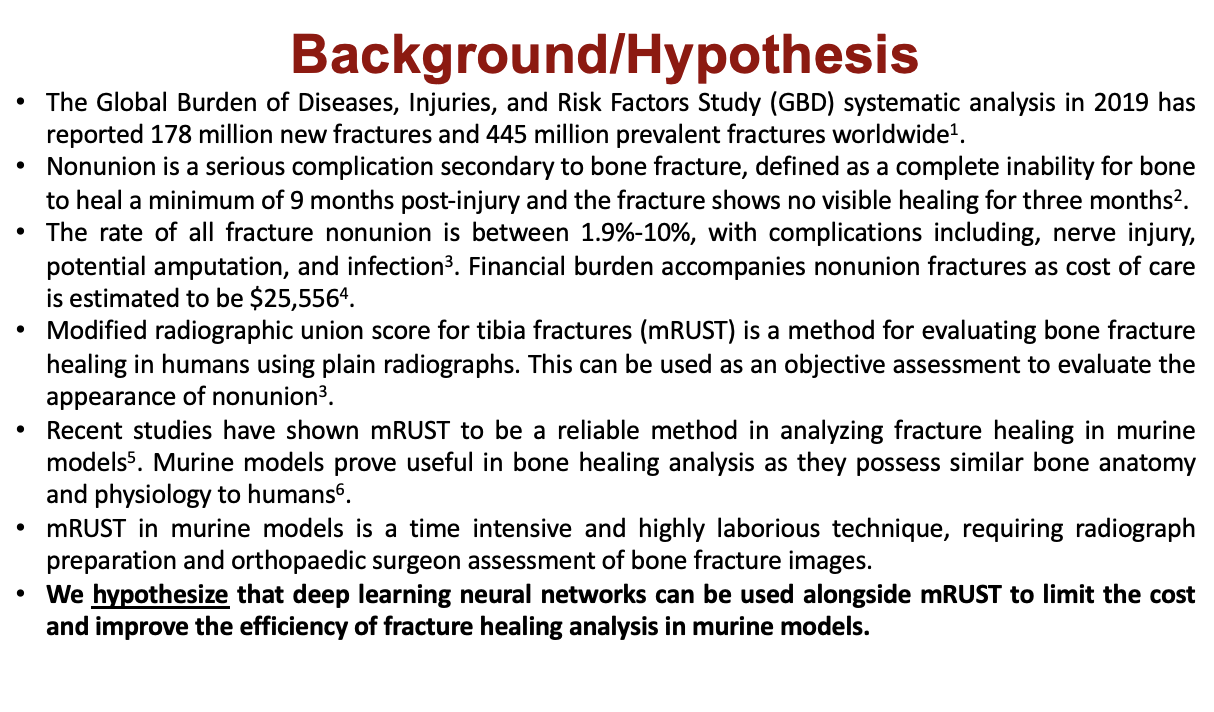 Background/Hypothesis
• The Global Burden of Diseases, Injuries, and Risk Factors Study (GBD) systematic analysis in 2019 has
reported 178 million new fractures and 445 million prevalent fractures worldwide¹.
• Nonunion is a serious complication secondary to bone fracture, defined as a complete inability for bone
to heal a minimum of 9 months post-injury and the fracture shows no visible healing for three months².
• The rate of all fracture nonunion is between 1.9%-10%, with complications including, nerve injury,
potential amputation, and infection³. Financial burden accompanies nonunion fractures as cost of care
is estimated to be $25,556⁴.
• Modified radiographic union score for tibia fractures (mRUST) is a method for evaluating bone fracture
healing in humans using plain radiographs. This can be used as an objective assessment to evaluate the
appearance of nonunion³.
• Recent studies have shown mRUST to be a reliable method in analyzing fracture healing in murine
models⁵. Murine models prove useful in bone healing analysis as they possess similar bone anatomy
and physiology to humans⁶.
• mRUST in murine models is a time intensive and highly laborious technique, requiring radiograph
preparation and orthopaedic surgeon assessment of bone fracture images.
• We hypothesize that deep learning neural networks can be used alongside mRUST to limit the cost
and improve the efficiency of fracture healing analysis in murine models.